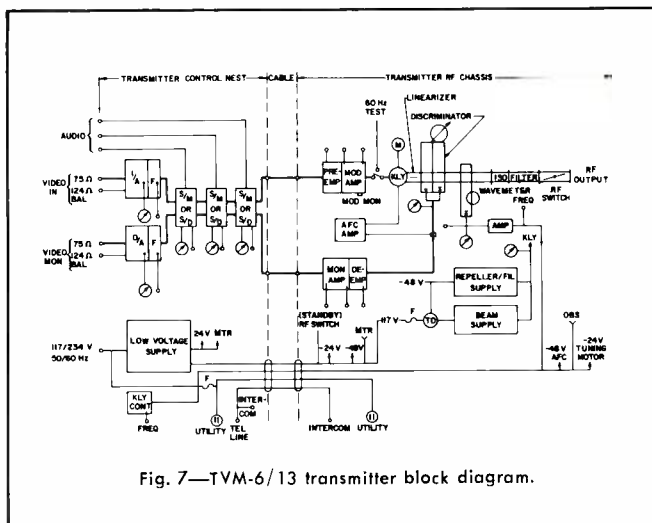 TRANSMITTER CONTROL NEST
CABLE
TRANSMITTER RF CHASSIS
60 HZ
TEST
LINEARIZER
DISCRIMINATOR
AUDIO
M
VIDEO
IN
75 Ω
124 Ω
BAL
I/A
F
S/M
OR
S/D
S/M
OR
S/D
S/M
OR
S/D
PRE-
EMP
MOD
AMP
MOD MON
KLY
ISO
FILTER
RF
OUTPUT
WAVEMETER
FREQ
RF
SWITCH
VIDEO
MON
75 Ω
124 Ω
BAL
D/A
F
AFC
AMP
AMP
KLY
MON
AMP
DE-
EMP
-48 V
REPELLER/FIL
SUPPLY
(STANDBY)
RF SWITCH
117 V
F
TD
BEAM
SUPPLY
117/234 V
50/60 HZ
LOW VOLTAGE
SUPPLY
24V
MTR
-24V
-48V
MTR
OBS
-48 V
AFC
-24V
TUNING
MOTOR
F
KLY
CONT
FREQ
UTILITY
INTER-
COM
TEL
LINE
INTERCOM
UTILITY
Fig. 7—TVM-6/13 transmitter block diagram.